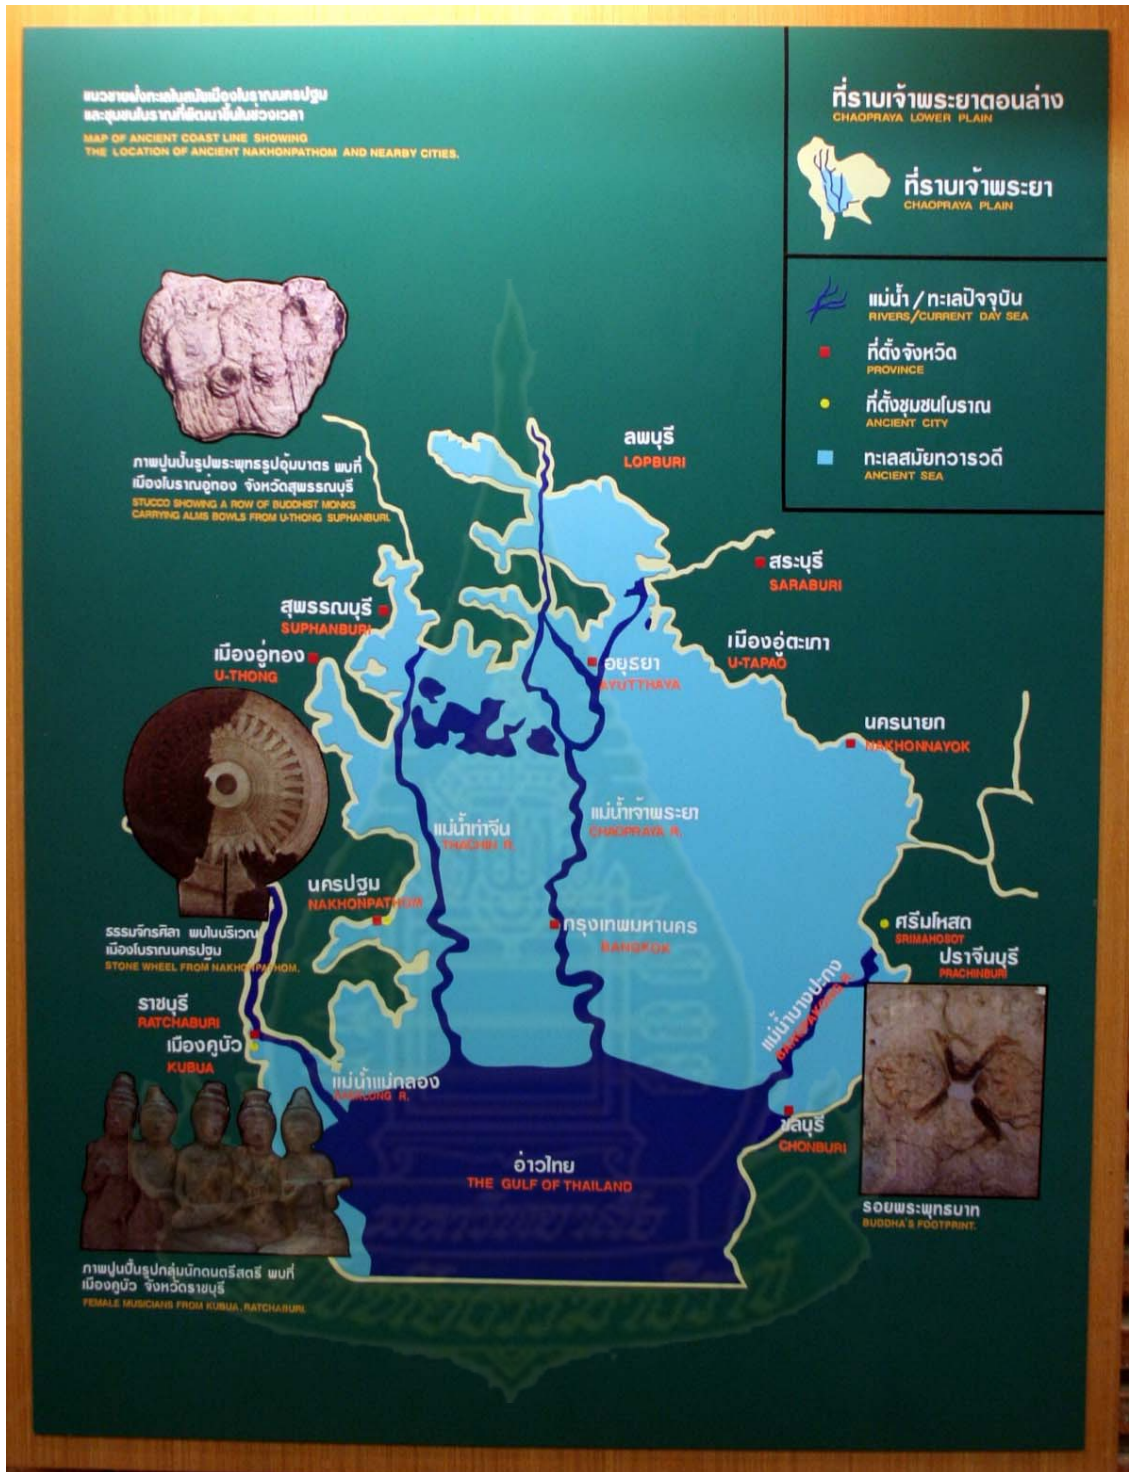 แนวชายฝั่งทะเลในสมัยเมืองโบราณนครปฐม
และชุมชนโบราณที่พัฒนาขึ้นในช่วงเวลา
MAP OF ANCIENT COAST LINE SHOWING
THE LOCATION OF ANCIENT NAKHONPATHOM AND NEARBY CITIES.
ที่ราบเจ้าพระยาตอนล่าง
CHAOPRAYA LOWER PLAIN
ที่ราบเจ้าพระยา
CHAOPRAYA PLAIN
แม่น้ำ/ทะเลปัจจุบัน
RIVERS/CURRENT DAY SEA
ที่ตั้งจังหวัด
PROVINCE
ที่ตั้งชุมชนโบราณ
ANCIENT CITY
ทะเลสมัยทวารวดี
ANCIENT SEA
ภาพปูนปั้นรูปพระพุทธรูปอุ้มบาตร พบที่
เมืองโบราณอู่ทอง จังหวัดสุพรรณบุรี
STUCCO SHOWING A ROW OF BUDDHIST MONKS
CARRYING ALMS BOWLS FROM U-THONG SUPHANBURI.
ลพบุรี
LOPBURI
สระบุรี
SARABURI
สุพรรณบุรี
SUPHANBURI
เมืองอู่ทอง
U-THONG
อยุธยา
AYUTTHAYA
เมืองอู่ตะเภา
U-TAPAO
นครนายก
NAKHONNAYOK
แม่น้ำท่าจีน
THACHIN R.
แม่น้ำเจ้าพระยา
CHAOPRAYA R.
นครปฐม
NAKHONPATHUM
กรุงเทพมหานคร
BANGKOK
ศรีมโหสถ
SRIMAHOSOT
ปราจีนบุรี
PRACHINBURI
ธรรมจักรศิลา พบในบริเวณ
เมืองโบราณนครปฐม
STONE WHEEL FROM NAKHONPATHOM.
ราชบุรี
RATCHABURI
เมืองคูบัว
KUBUA
แม่น้ำแม่กลอง
แม่น้ำบางปะกง
BANGPAKONG R.
ชลบุรี
CHONBURI
อ่าวไทย
THE GULF OF THAILAND
รอยพระพุทธบาท
BUDDHA'S FOOTPRINT.
ภาพปูนปั้นรูปกลุ่มนักดนตรีสตรี พบที่
เมืองคูบัว จังหวัดราชบุรี
FEMALE MUSICIANS FROM KUBUA, RATCHABURI.